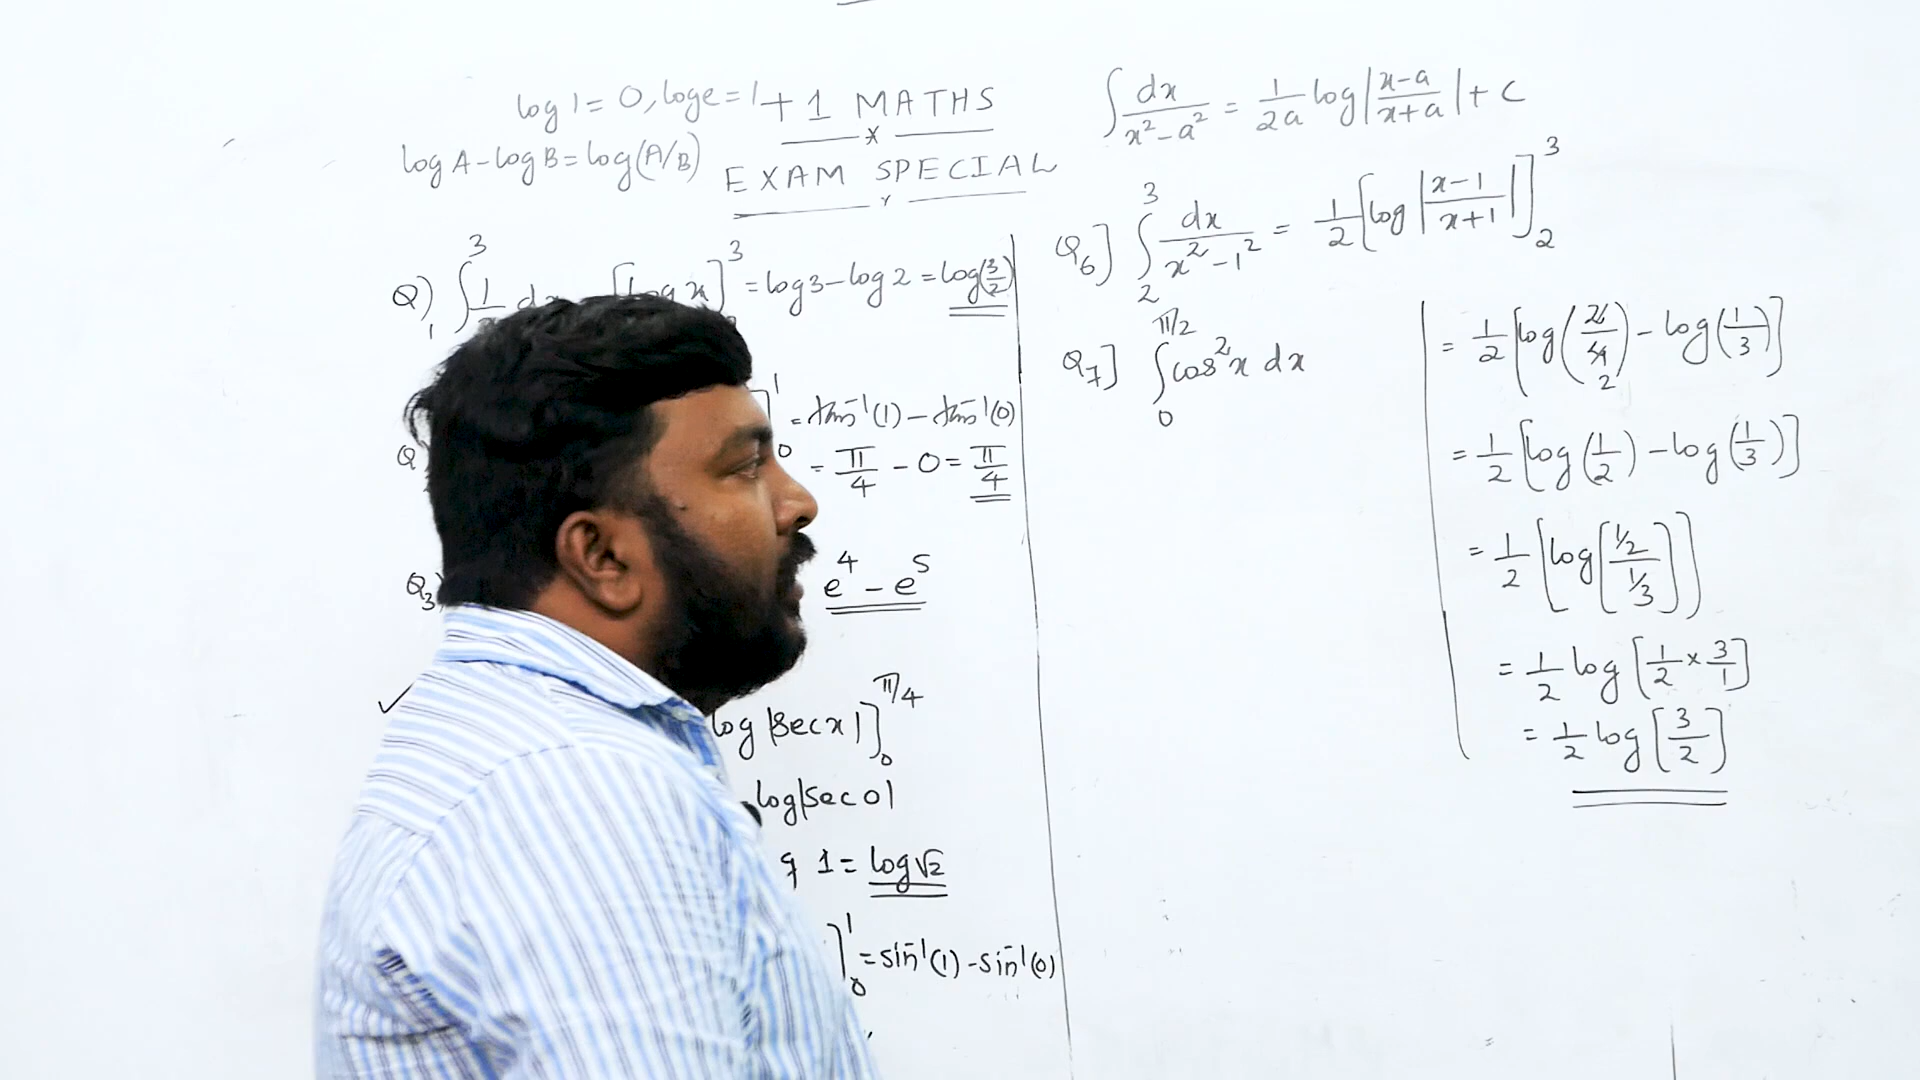 log 1 = 0, loge = 1
+1 MATHS
log A - log B = log(A/B)
EXAM SPECIAL
Q) ∫₁³ 1/x dx [log x]³ = log3 - log2 = log(3/2)
]₀¹ = tan⁻¹(1) - tan⁻¹(0)
Q
= π/4 - 0 = π/4
Q3) e⁴ - e⁵
✓ log |sec x|]₀^π/4
log|sec 0|
1 = log√2
]₀¹ = sin⁻¹(1) - sin⁻¹(0)
∫ dx/(x² - a²) = 1/2a log |(x-a)/(x+a)| + C
Q6] ∫₂³ dx/(x² - 1²) = 1/2 [log |(x-1)/(x+1)|]₂³
= 1/2 [log(2/4) - log(1/3)]
= 1/2 [log(1/2) - log(1/3)]
= 1/2 [log[(1/2)/(1/3)]]
= 1/2 log [1/2 × 3/1]
= 1/2 log [3/2]
Q7] ∫₀^π/2 cos²x dx